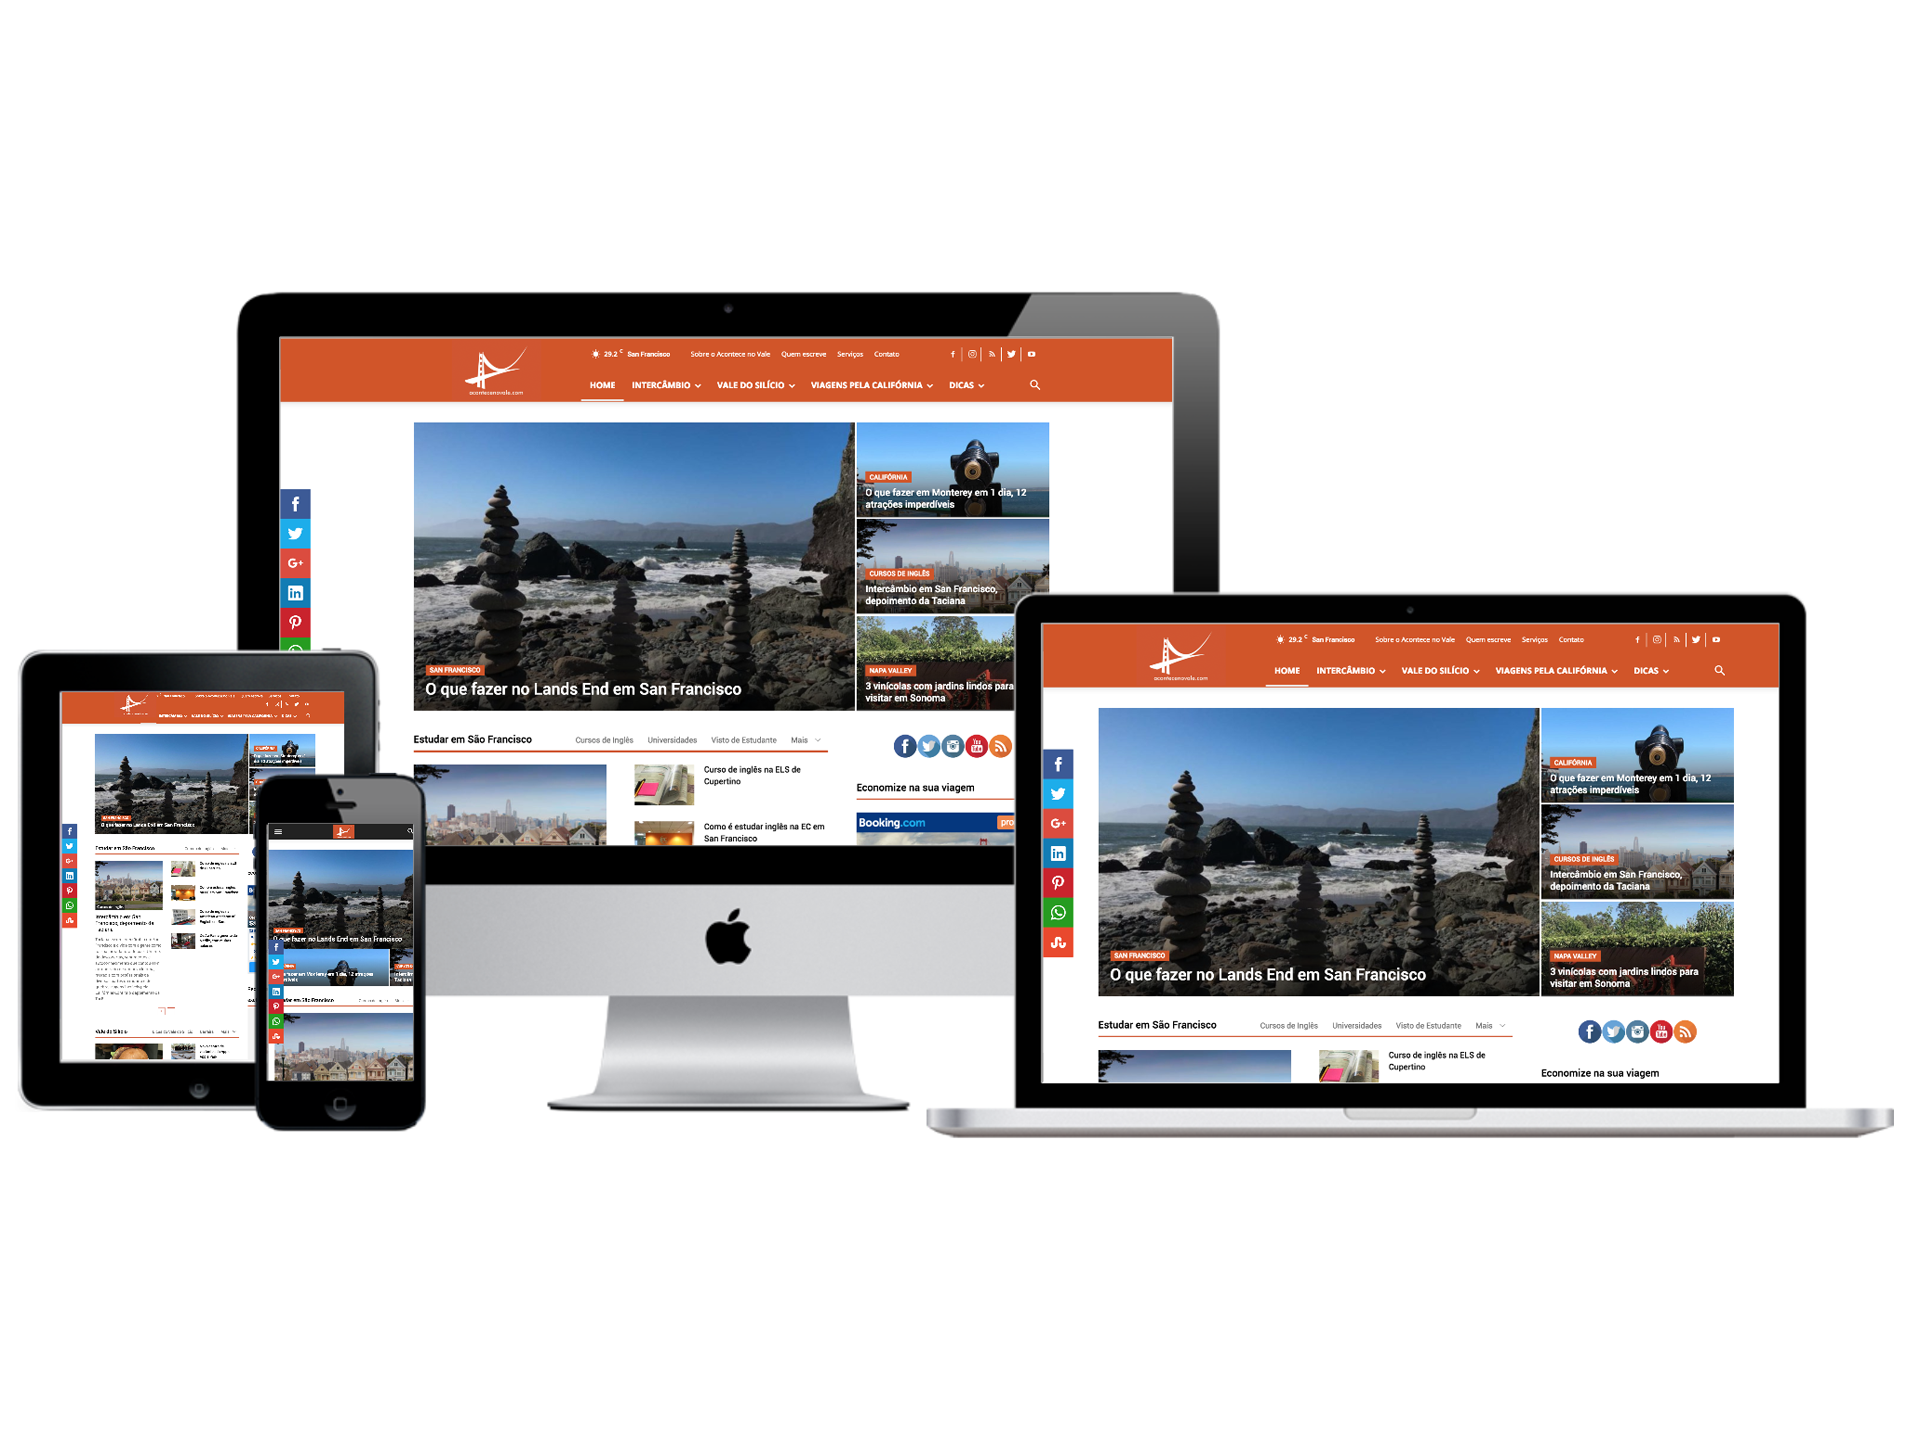 29.2 C San Francisco Sobre o Acontece no Vale Quem escreve Serviços Contato
acontecenovale.com
HOME INTERCÂMBIO VALE DO SILÍCIO VIAGENS PELA CALIFÓRNIA DICAS
CALIFÓRNIA
O que fazer em Monterey em 1 dia, 12
atrações imperdíveis
CURSOS DE INGLÊS
Intercâmbio em San Francisco,
depoimento da Taciana
NAPA VALLEY
3 vinícolas com jardins lindos para
visitar em Sonoma
SAN FRANCISCO
O que fazer no Lands End em San Francisco
Estudar em São Francisco Cursos de Inglês Universidades Visto de Estudante Mais
Curso de inglês na ELS de
Cupertino
Como é estudar inglês na EC em
San Francisco
Economize na sua viagem
Booking.com pro
29.2 C San Francisco Sobre o Acontece no Vale Quem escreve Serviços Contato
acontecenovale.com
HOME INTERCÂMBIO VALE DO SILÍCIO VIAGENS PELA CALIFÓRNIA DICAS
CALIFÓRNIA
O que fazer em Monterey em 1 dia, 12
atrações imperdíveis
CURSOS DE INGLÊS
Intercâmbio em San Francisco,
depoimento da Taciana
NAPA VALLEY
3 vinícolas com jardins lindos para
visitar em Sonoma
SAN FRANCISCO
O que fazer no Lands End em San Francisco
Estudar em São Francisco Cursos de Inglês Universidades Visto de Estudante Mais
Curso de inglês na ELS de
Cupertino
Economize na sua viagem
O que fazer no Lands End em San Francisco
Estudar em São Francisco
Vale do Silício
O que fazer no Lands End em San Francisco